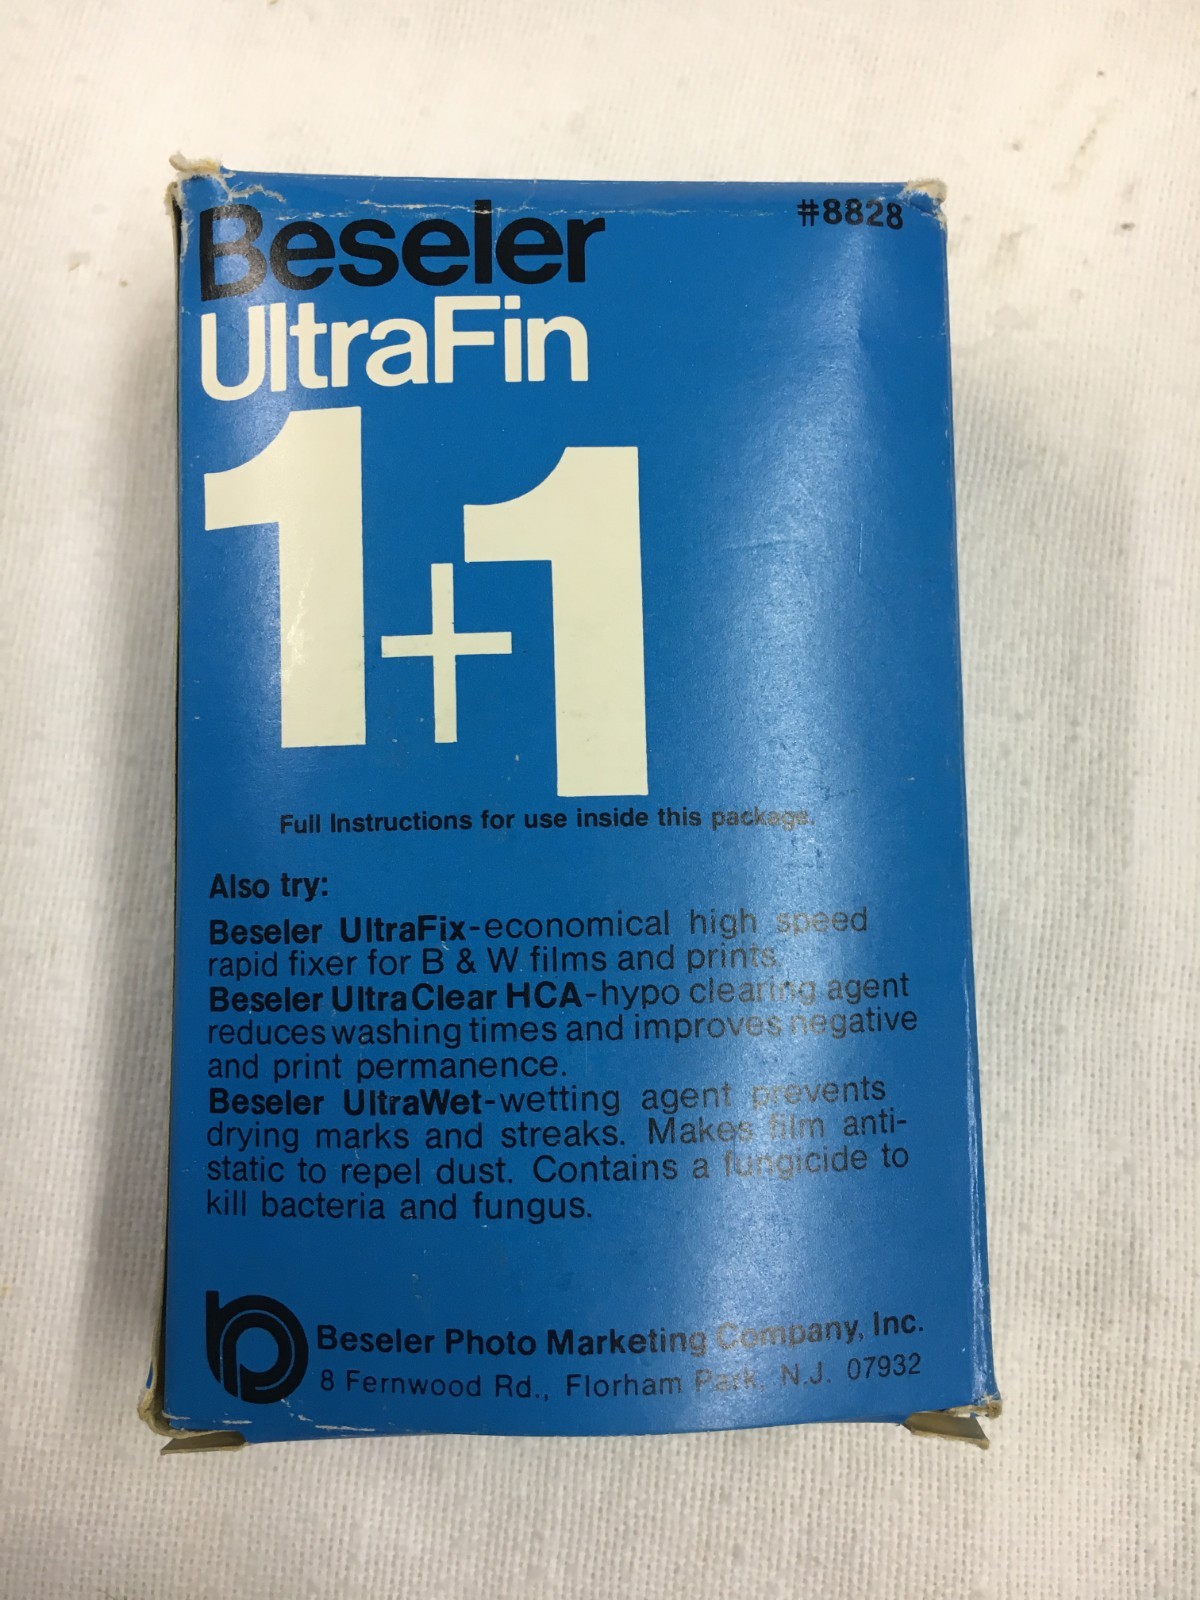 Beseler
#8828
UltraFin
1+1
Full Instructions for use inside this package.
Also try:
Beseler UltraFix-economical high speed
rapid fixer for B & W films and prints.
Beseler UltraClear HCA-hypo clearing agent
reduces washing times and improves negative
and print permanence.
Beseler UltraWet-wetting agent prevents
drying marks and streaks. Makes film anti-
static to repel dust. Contains a fungicide to
kill bacteria and fungus.
Beseler Photo Marketing Company, Inc.
8 Fernwood Rd., Florham Park, N.J. 07932